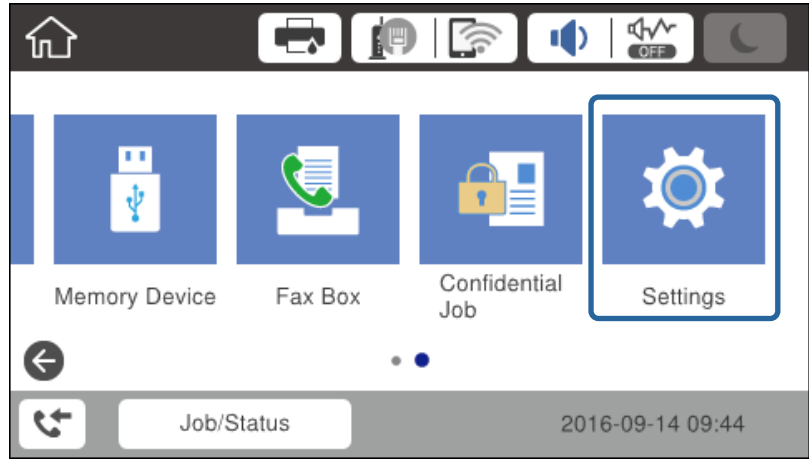 OFF
Memory Device
Fax Box
Confidential
Job
Settings
Job/Status
2016-09-14 09:44